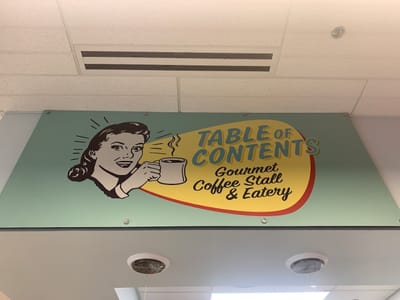 TABLE OF
CONTENTS
Gourmet
Coffee Stall
& Eatery